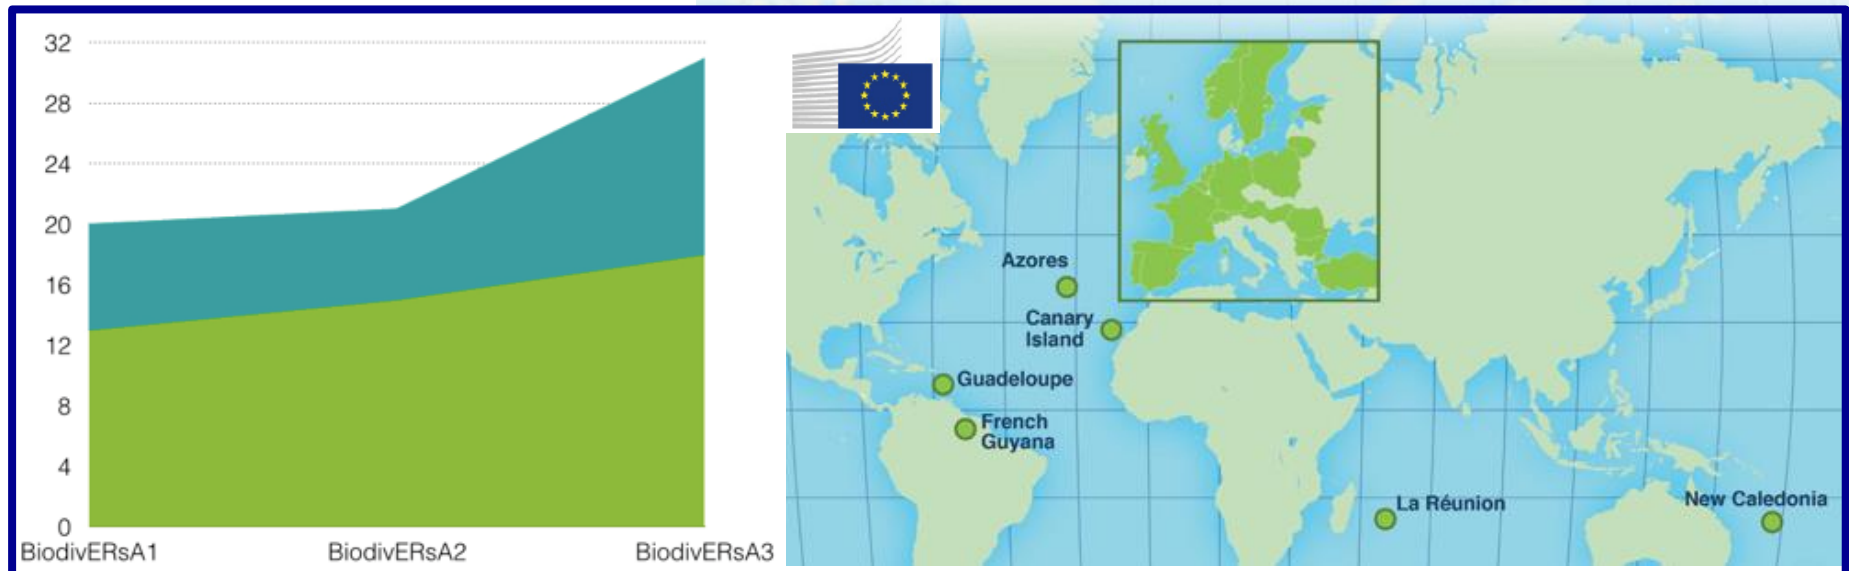 32
28
24
20
16
12
8
4
0
BiodivERsA1
BiodivERsA2
BiodivERsA3
Azores
Canary
Island
Guadeloupe
French
Guyana
La Réunion
New Caledonia